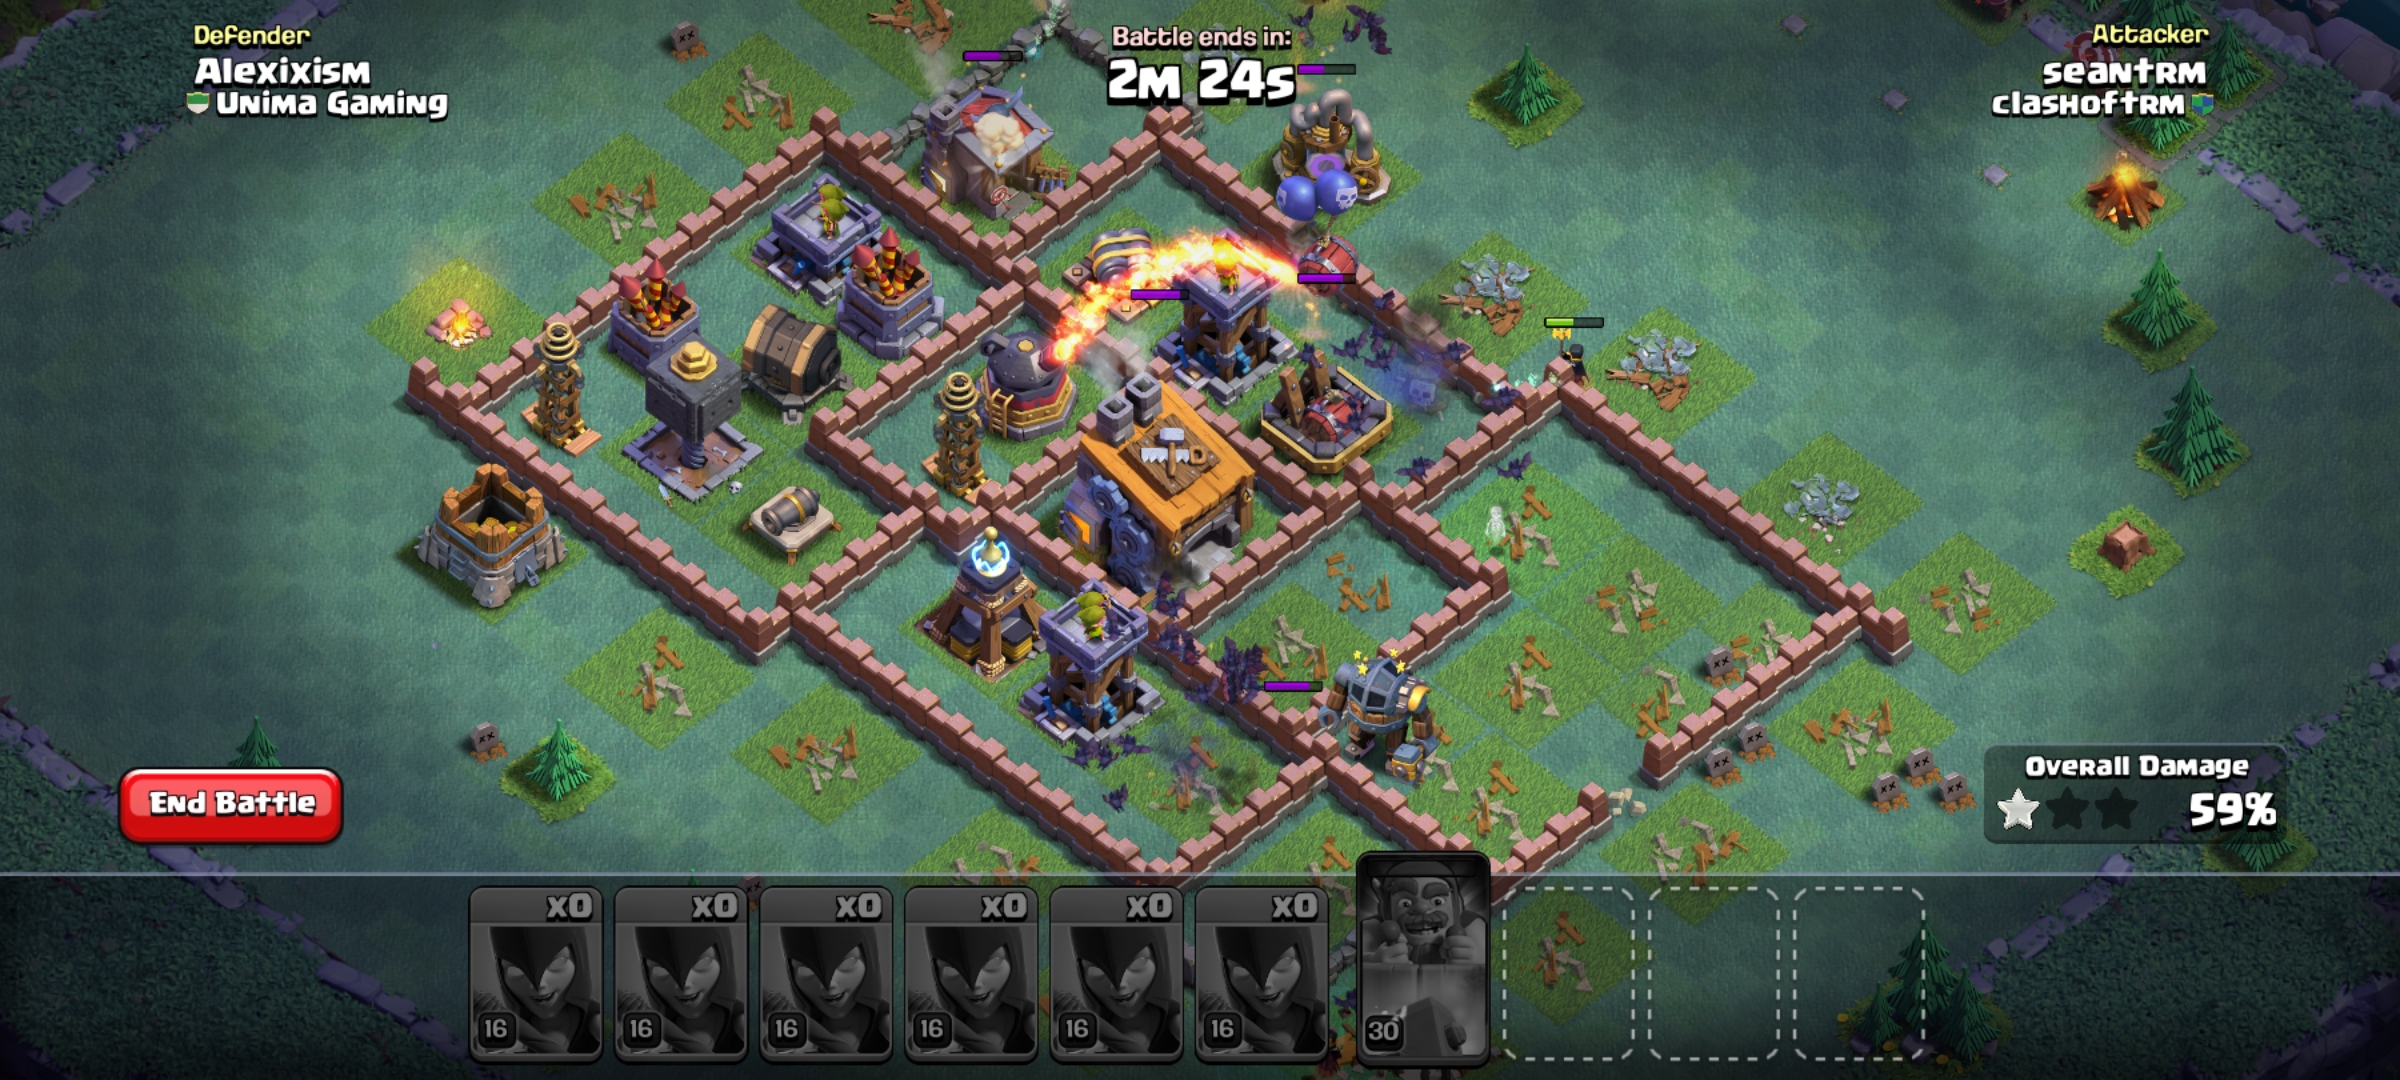 Defender
Alexixism
Unima Gaming
Battle ends in:
2m 24s
Attacker
seantrm
clashoftrm
End Battle
Overall Damage
59%
x0
x0
x0
x0
x0
x0
16
16
16
16
16
16
30